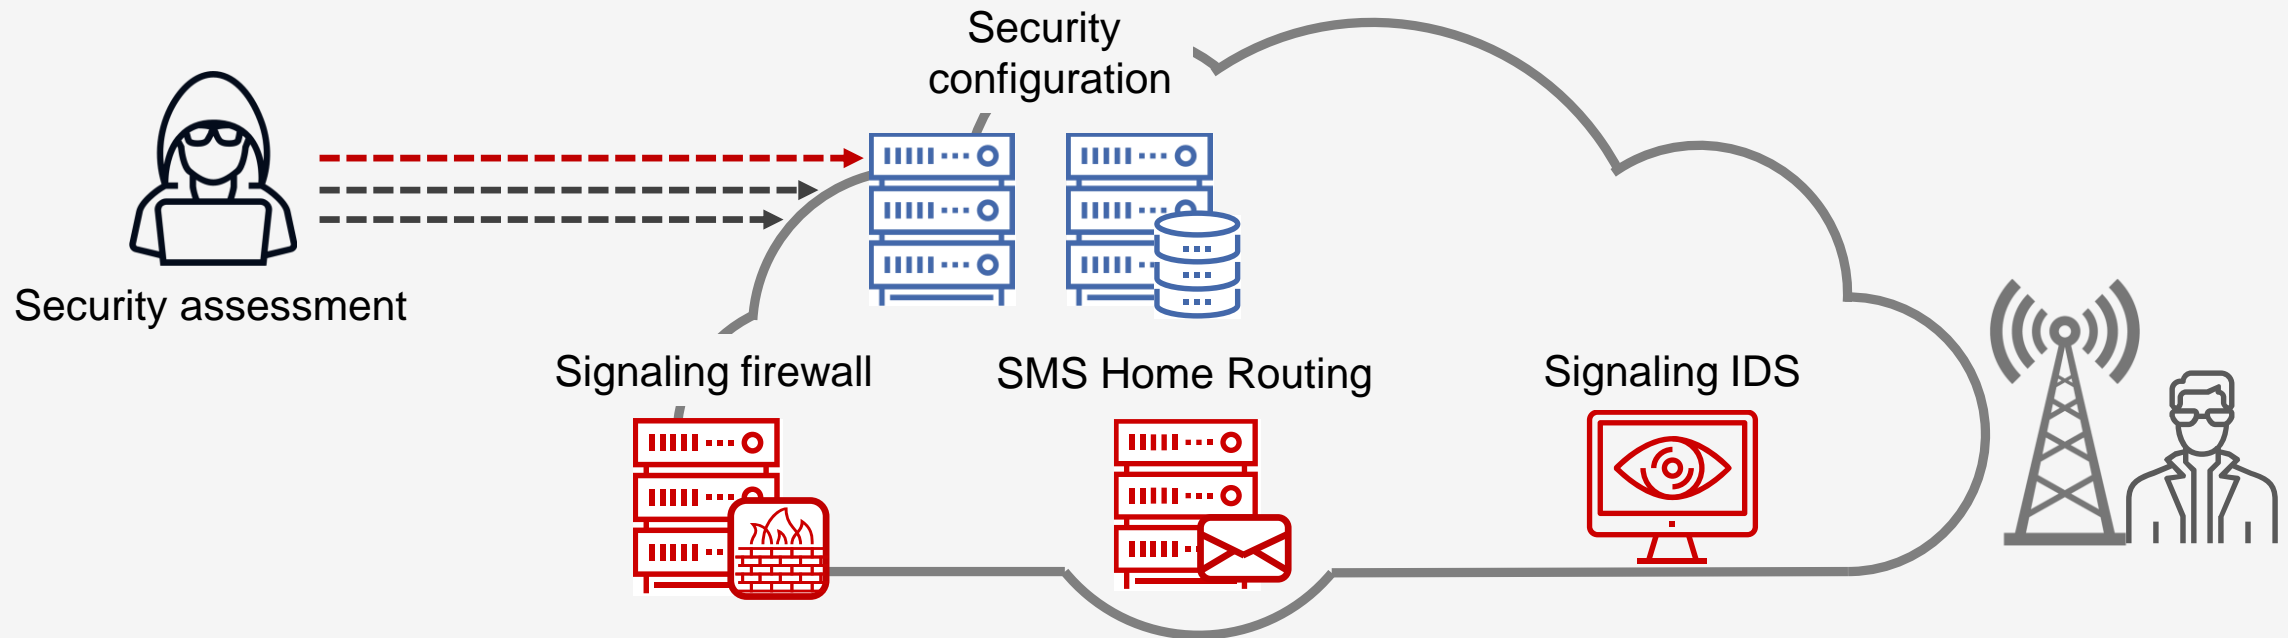 Security
configuration
Security assessment
Signaling firewall
SMS Home Routing
Signaling IDS